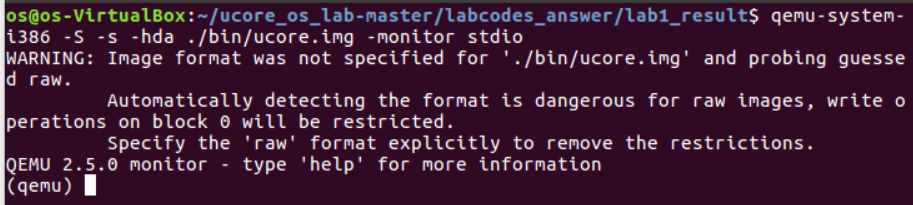 os@os-VirtualBox:~/ucore_os_lab-master/labcodes_answer/lab1_result$ qemu-system-
i386 -S -s -hda ./bin/ucore.img -monitor stdio
WARNING: Image format was not specified for './bin/ucore.img' and probing guesse
d raw.
         Automatically detecting the format is dangerous for raw images, write o
perations on block 0 will be restricted.
         Specify the 'raw' format explicitly to remove the restrictions.
QEMU 2.5.0 monitor - type 'help' for more information
(qemu)